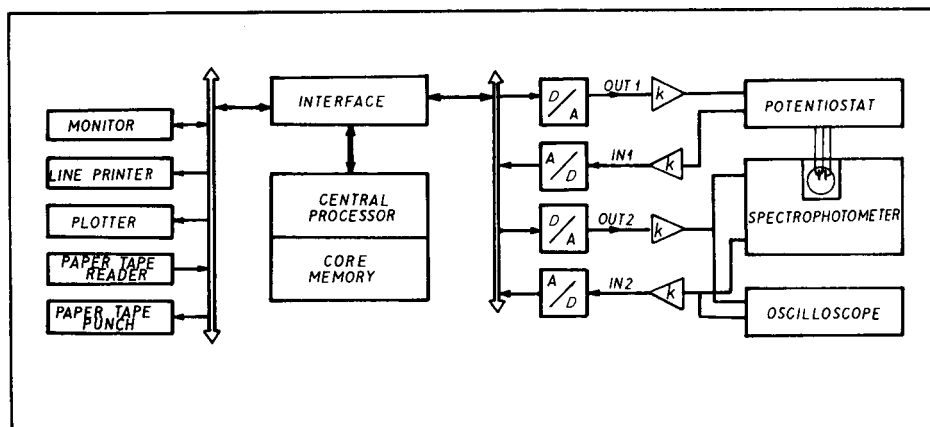 MONITOR
LINE PRINTER
PLOTTER
PAPER TAPE
READER
PAPER TAPE
PUNCH
INTERFACE
CENTRAL
PROCESSOR
CORE
MEMORY
D/A
OUT 1
k
A/D
IN1
k
D/A
OUT2
k
A/D
IN2
k
POTENTIOSTAT
SPECTROPHOTOMETER
OSCILLOSCOPE